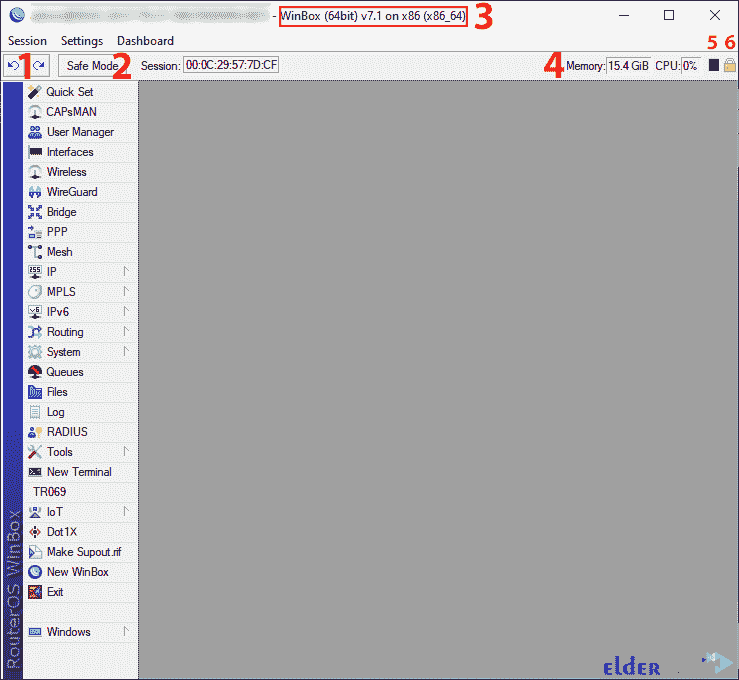 - WinBox (64bit) v7.1 on x86 (x86_64) 3
Session Settings Dashboard
5 6
1 Safe Mode 2 Session: 00:0C:29:57:7D:CF 4 Memory: 15.4 GiB CPU: 0%
Quick Set
CAPsMAN
User Manager
Interfaces
Wireless
WireGuard
Bridge
PPP
Mesh
IP
MPLS
IPv6
Routing
System
Queues
Files
Log
RADIUS
Tools
New Terminal
TR069
IoT
Dot1X
Make Supout.rif
New WinBox
Exit
Windows
RouterOS WinBox
elder